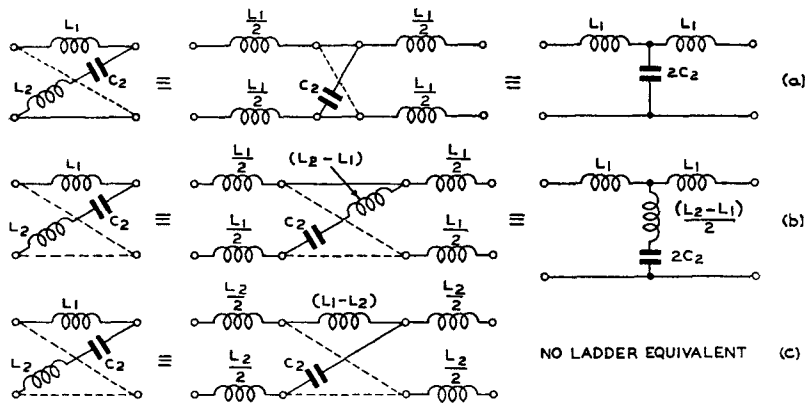 L1
L2
C2
≡
L1/2
L1/2
L1/2
L1/2
C2
≡
L1
L1
2C2
(a)
L1
L2
C2
≡
L1/2
(L2-L1)
L1/2
L1/2
C2
L1/2
≡
L1
L1
(L2-L1)/2
2C2
(b)
L1
L2
C2
≡
L2/2
(L1-L2)
L2/2
L2/2
C2
L2/2
NO LADDER EQUIVALENT (c)